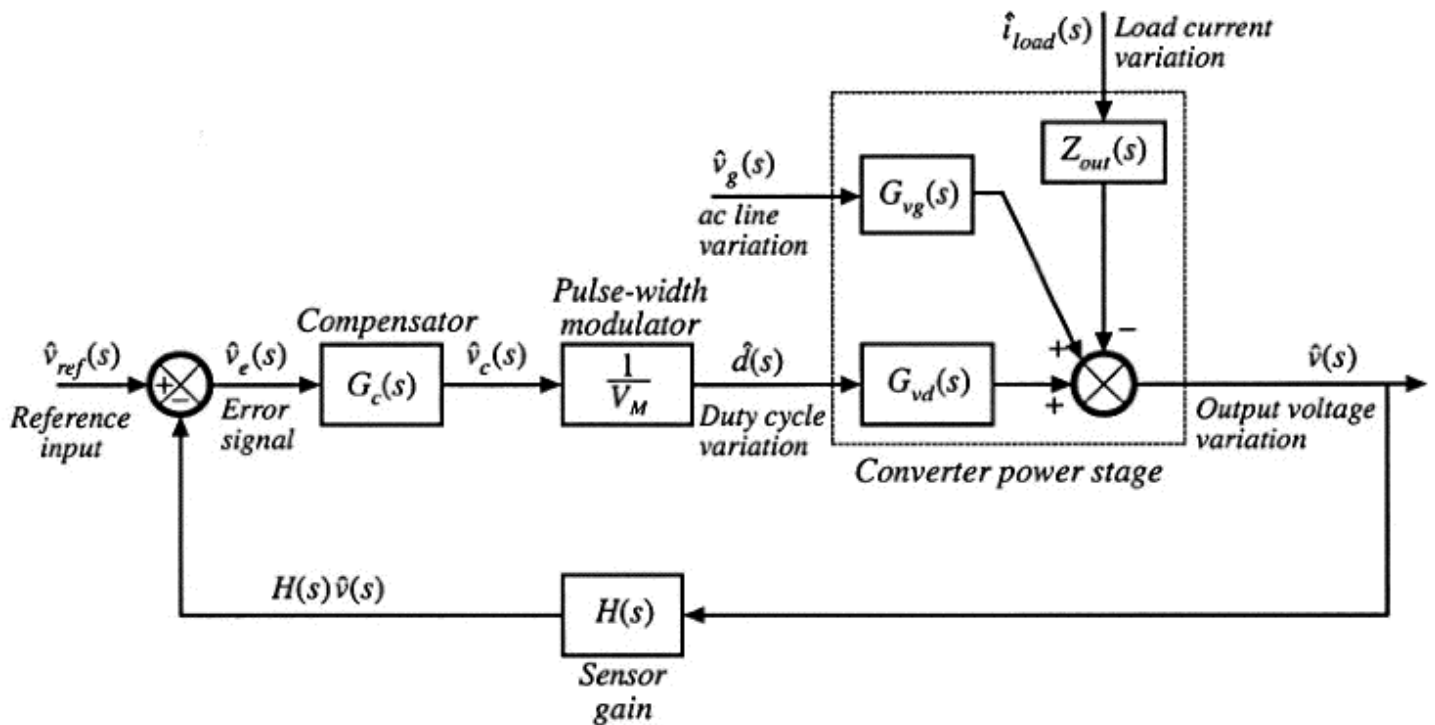 î_load(s)
Load current
variation
Z_out(s)
v̂_g(s)
ac line
variation
G_vg(s)
−
+
+
v̂_ref(s)
Reference
input
+
−
v̂_e(s)
Error
signal
Compensator
G_c(s)
v̂_c(s)
Pulse-width
modulator
1
V_M
d̂(s)
Duty cycle
variation
G_vd(s)
Converter power stage
v̂(s)
Output voltage
variation
H(s)v̂(s)
H(s)
Sensor
gain